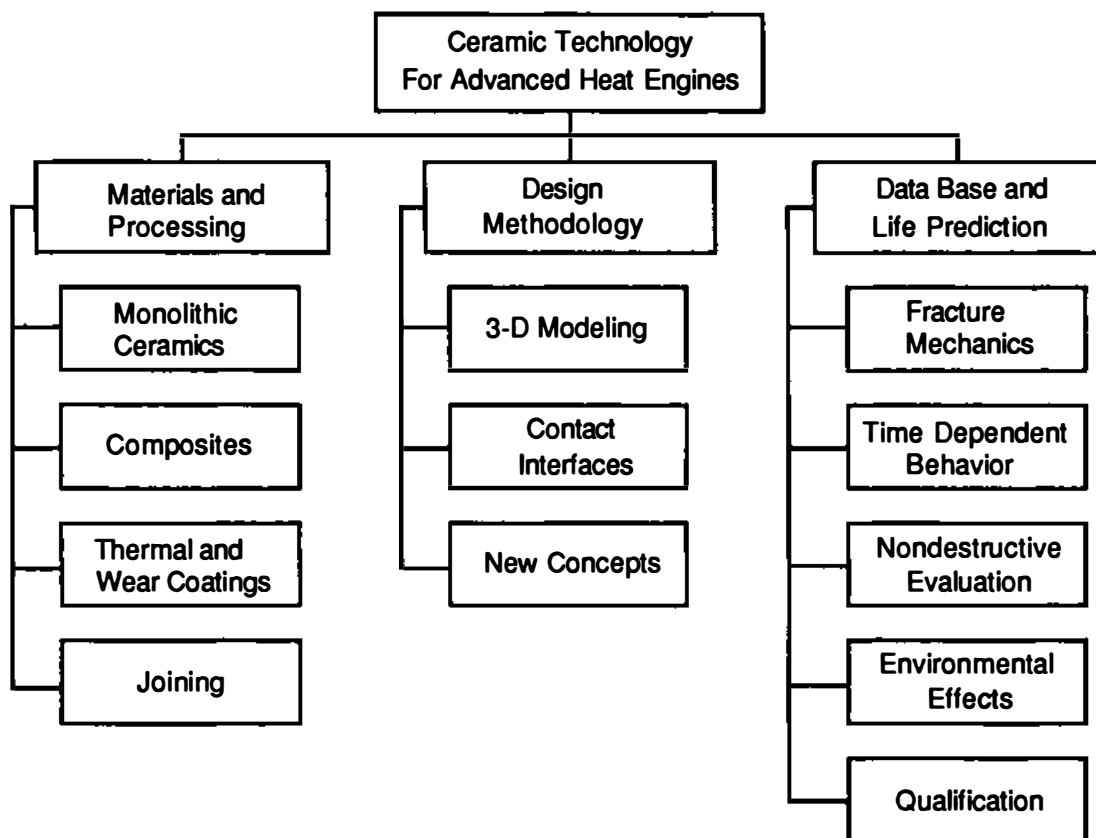 Ceramic Technology
For Advanced Heat Engines
Materials and
Processing
Monolithic
Ceramics
Composites
Thermal and
Wear Coatings
Joining
Design
Methodology
3-D Modeling
Contact
Interfaces
New Concepts
Data Base and
Life Prediction
Fracture
Mechanics
Time Dependent
Behavior
Nondestructive
Evaluation
Environmental
Effects
Qualification